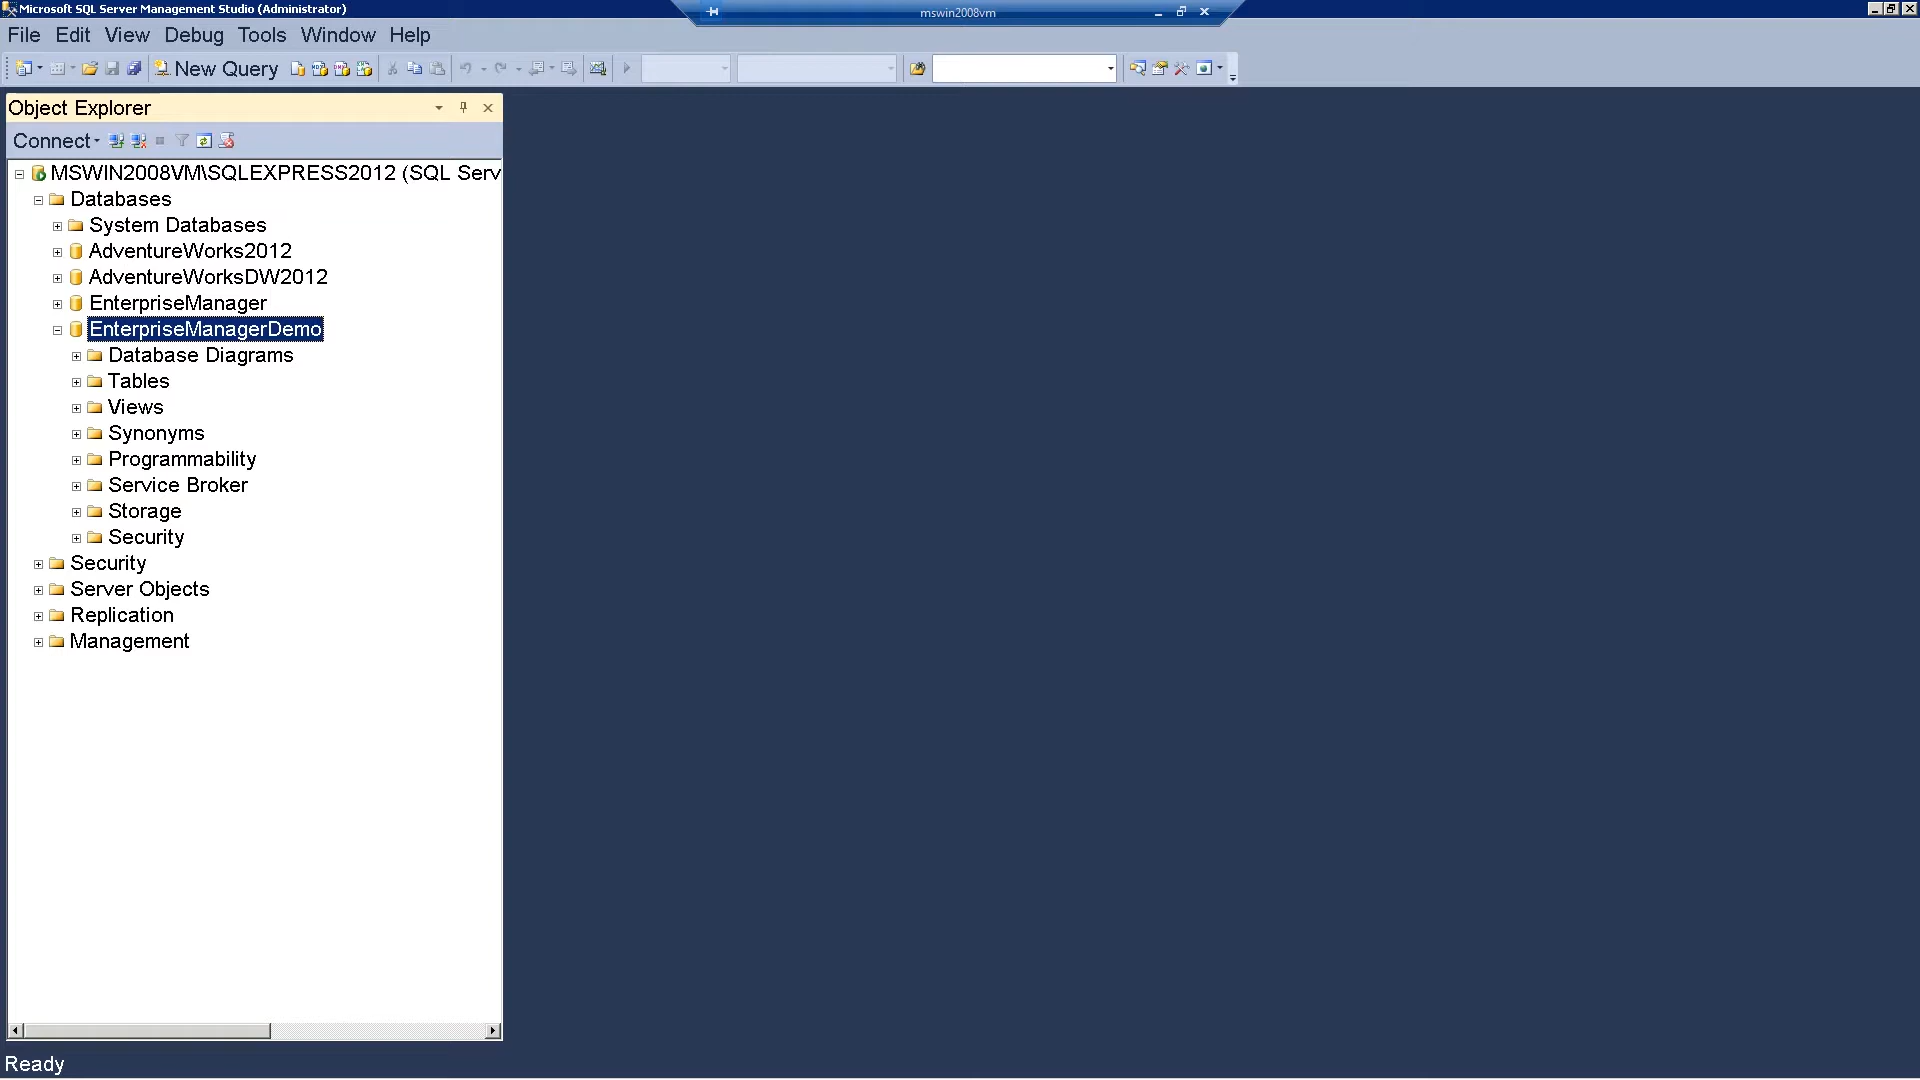 Microsoft SQL Server Management Studio (Administrator)
mswin2008vm
File Edit View Debug Tools Window Help
New Query
Object Explorer
Connect
MSWIN2008VM\SQLEXPRESS2012 (SQL Serv
Databases
System Databases
AdventureWorks2012
AdventureWorksDW2012
EnterpriseManager
EnterpriseManagerDemo
Database Diagrams
Tables
Views
Synonyms
Programmability
Service Broker
Storage
Security
Security
Server Objects
Replication
Management
Ready